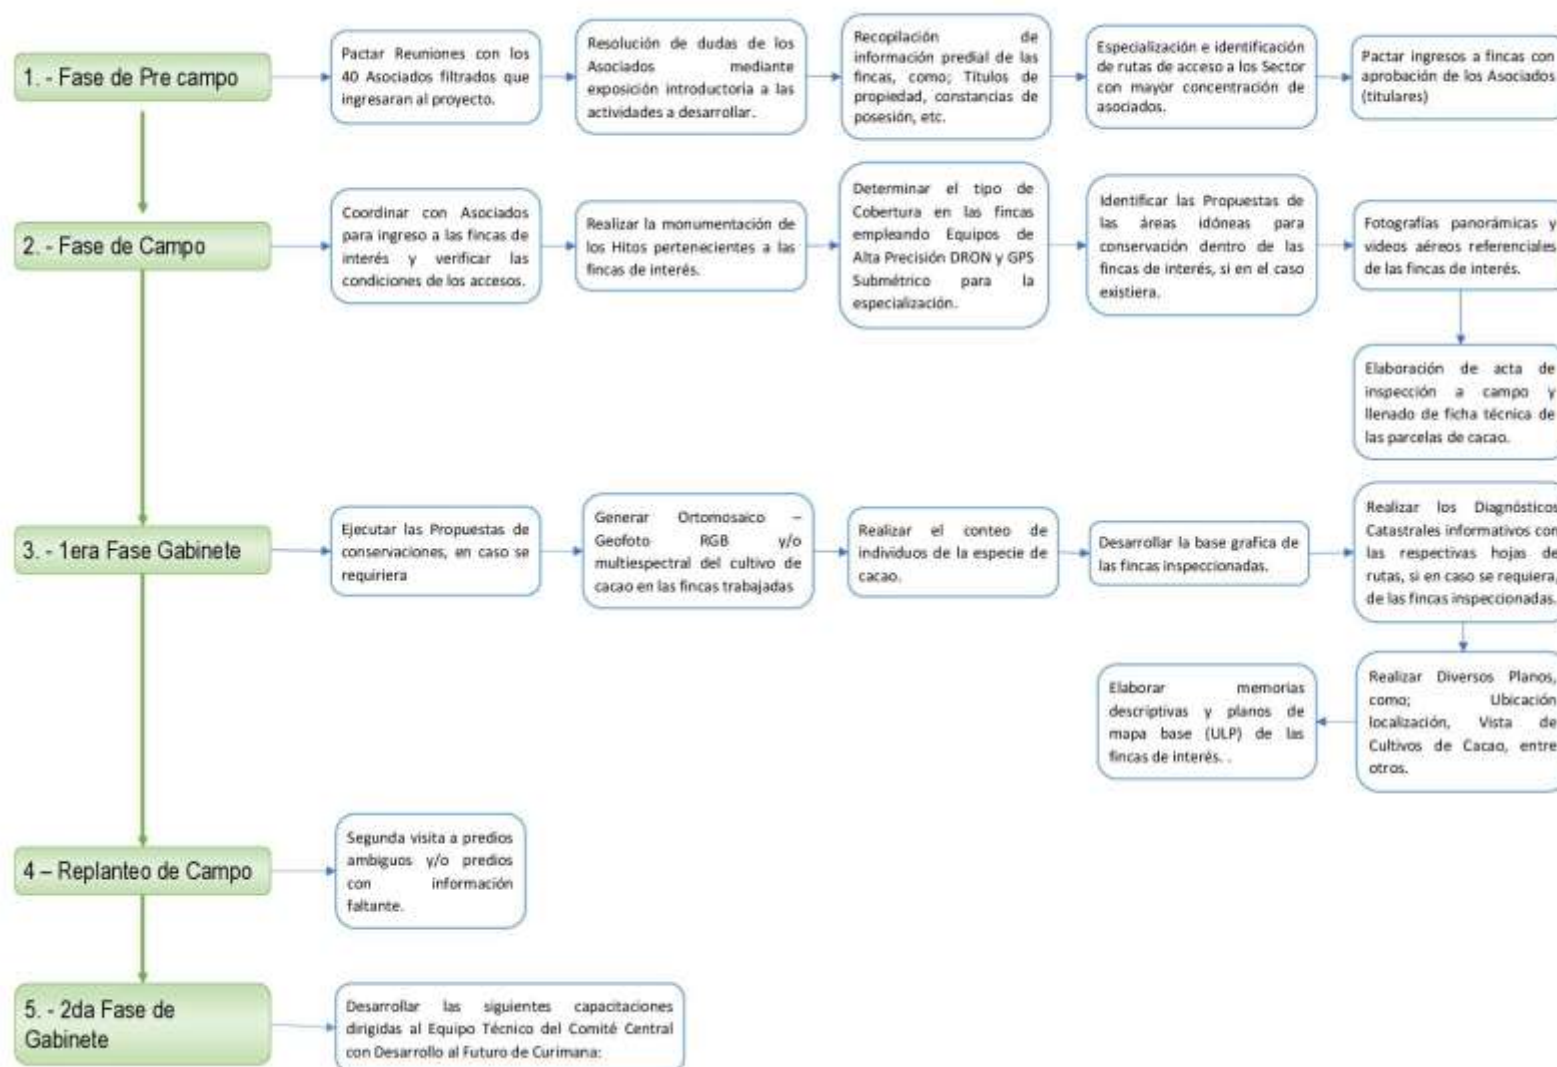 1. - Fase de Pre campo
Pactar Reuniones con los
40 Asociados filtrados que
ingresaran al proyecto.
Resolución de dudas de los
Asociados mediante
exposición introductoria a las
actividades a desarrollar.
Recopilación de
información predial de las
fincas, como; Títulos de
propiedad, constancias de
posesión, etc.
Especialización e identificación
de rutas de acceso a los Sector
con mayor concentración de
asociados.
Pactar ingresos a fincas con
aprobación de los Asociados
(titulares)
2. - Fase de Campo
Coordinar con Asociados
para ingreso a las fincas de
interés y verificar las
condiciones de los accesos.
Realizar la monumentación de
los Hitos pertenecientes a las
fincas de interés.
Determinar el tipo de
Cobertura en las fincas
empleando Equipos de
Alta Precisión DRON y GPS
Submétrico para la
especialización.
Identificar las Propuestas de
las áreas idóneas para
conservación dentro de las
fincas de interés, si en el caso
existiera.
Fotografías panorámicas y
videos aéreos referenciales
de las fincas de interés.
Elaboración de acta de
inspección a campo y
llenado de ficha técnica de
las parcelas de cacao.
3. - 1era Fase Gabinete
Ejecutar las Propuestas de
conservaciones, en caso se
requiriera
Generar Ortomosaico –
Geofoto RGB y/o
multiespectral del cultivo de
cacao en las fincas trabajadas
Realizar el conteo de
individuos de la especie de
cacao.
Desarrollar la base grafica de
las fincas inspeccionadas.
Realizar los Diagnósticos
Catastrales informativos con
las respectivas hojas de
rutas, si en caso se requiera,
de las fincas inspeccionadas.
Realizar Diversos Planos,
como; Ubicación
localización, Vista de
Cultivos de Cacao, entre
otros.
Elaborar memorias
descriptivas y planos de
mapa base (ULP) de las
fincas de interés. .
4 – Replanteo de Campo
Segunda visita a predios
ambiguos y/o predios
con información
faltante.
5. - 2da Fase de
Gabinete
Desarrollar las siguientes capacitaciones
dirigidas al Equipo Técnico del Comité Central
con Desarrollo al Futuro de Curimana: